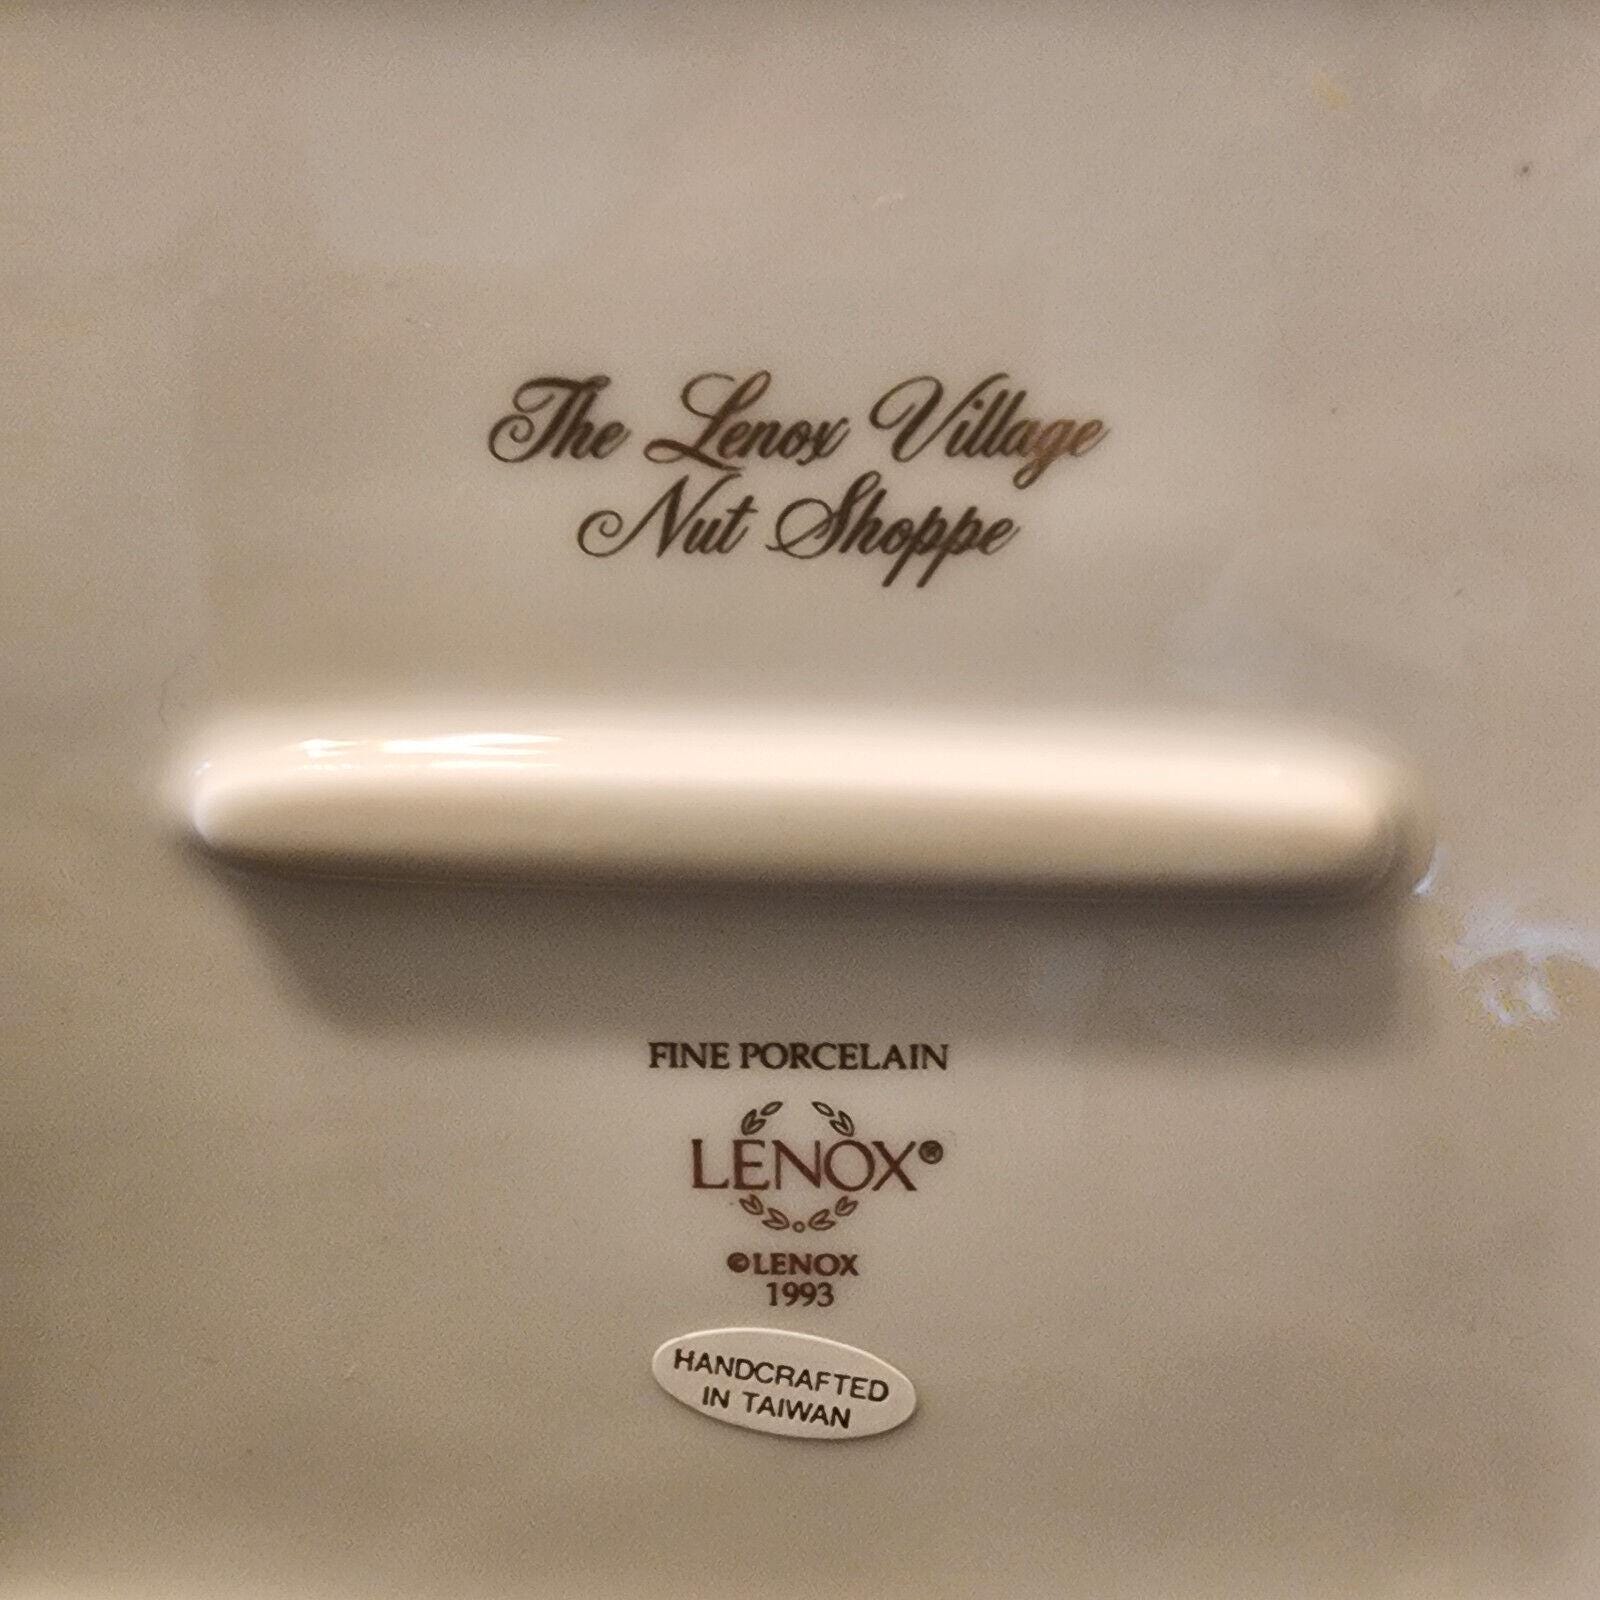 The Lenox Village
Nut Shoppe
FINE PORCELAIN
LENOX®
©LENOX
1993
HANDCRAFTED
IN TAIWAN